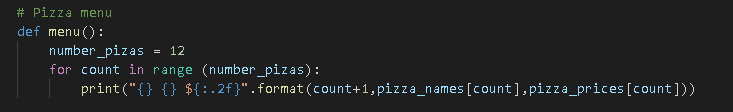 # Pizza menu
def menu():
    number_pizas = 12
    for count in range (number_pizas):
        print("{} {} ${:.2f}".format(count+1,pizza_names[count],pizza_prices[count]))